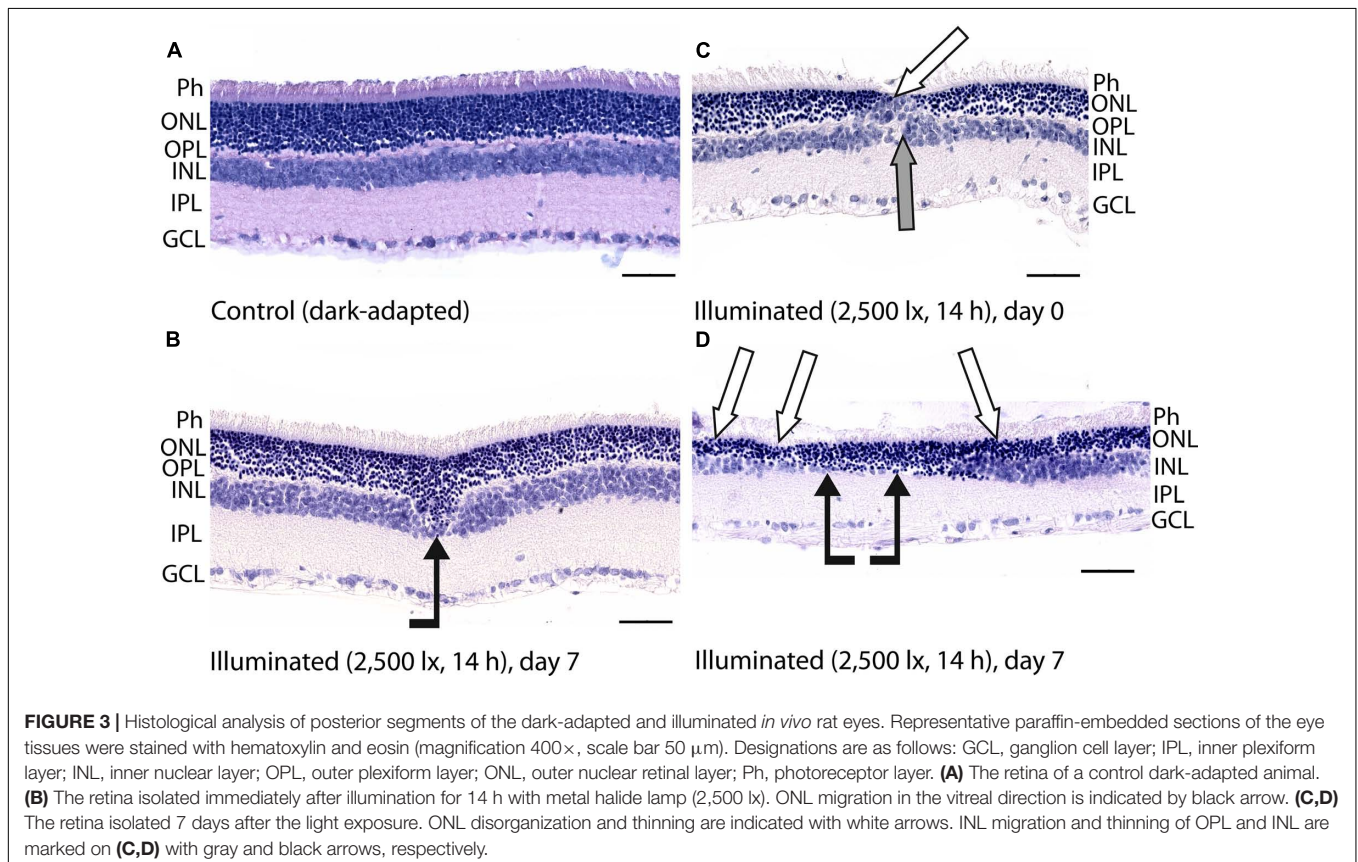 A
Ph
ONL
OPL
INL
IPL
GCL
Control (dark-adapted)
C
Ph
ONL
OPL
INL
IPL
GCL
Illuminated (2,500 lx, 14 h), day 0
B
Ph
ONL
OPL
INL
IPL
GCL
Illuminated (2,500 lx, 14 h), day 7
D
Ph
ONL
INL
IPL
GCL
Illuminated (2,500 lx, 14 h), day 7
FIGURE 3 | Histological analysis of posterior segments of the dark-adapted and illuminated in vivo rat eyes. Representative paraffin-embedded sections of the eye
tissues were stained with hematoxylin and eosin (magnification 400×, scale bar 50 μm). Designations are as follows: GCL, ganglion cell layer; IPL, inner plexiform
layer; INL, inner nuclear layer; OPL, outer plexiform layer; ONL, outer nuclear retinal layer; Ph, photoreceptor layer. (A) The retina of a control dark-adapted animal.
(B) The retina isolated immediately after illumination for 14 h with metal halide lamp (2,500 lx). ONL migration in the vitreal direction is indicated by black arrow. (C,D)
The retina isolated 7 days after the light exposure. ONL disorganization and thinning are indicated with white arrows. INL migration and thinning of OPL and INL are
marked on (C,D) with gray and black arrows, respectively.